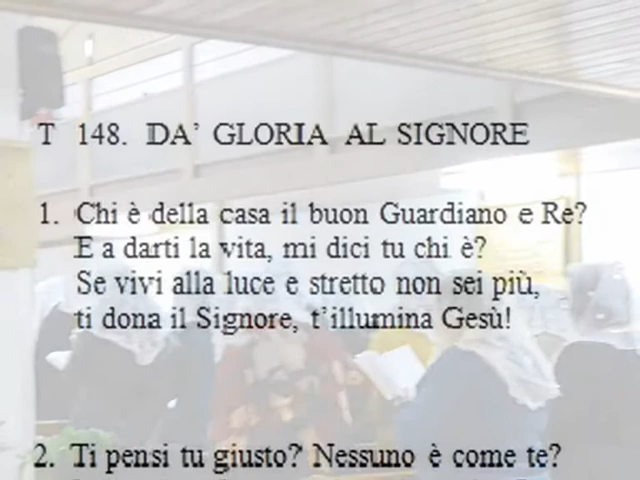 T 148. DA' GLORIA AL SIGNORE
1. Chi è della casa il buon Guardiano e Re?
E a darti la vita, mi dici tu chi è?
Se vivi alla luce e stretto non sei più,
ti dona il Signore, t'illumina Gesù!
2. Ti pensi tu giusto? Nessuno è come te?